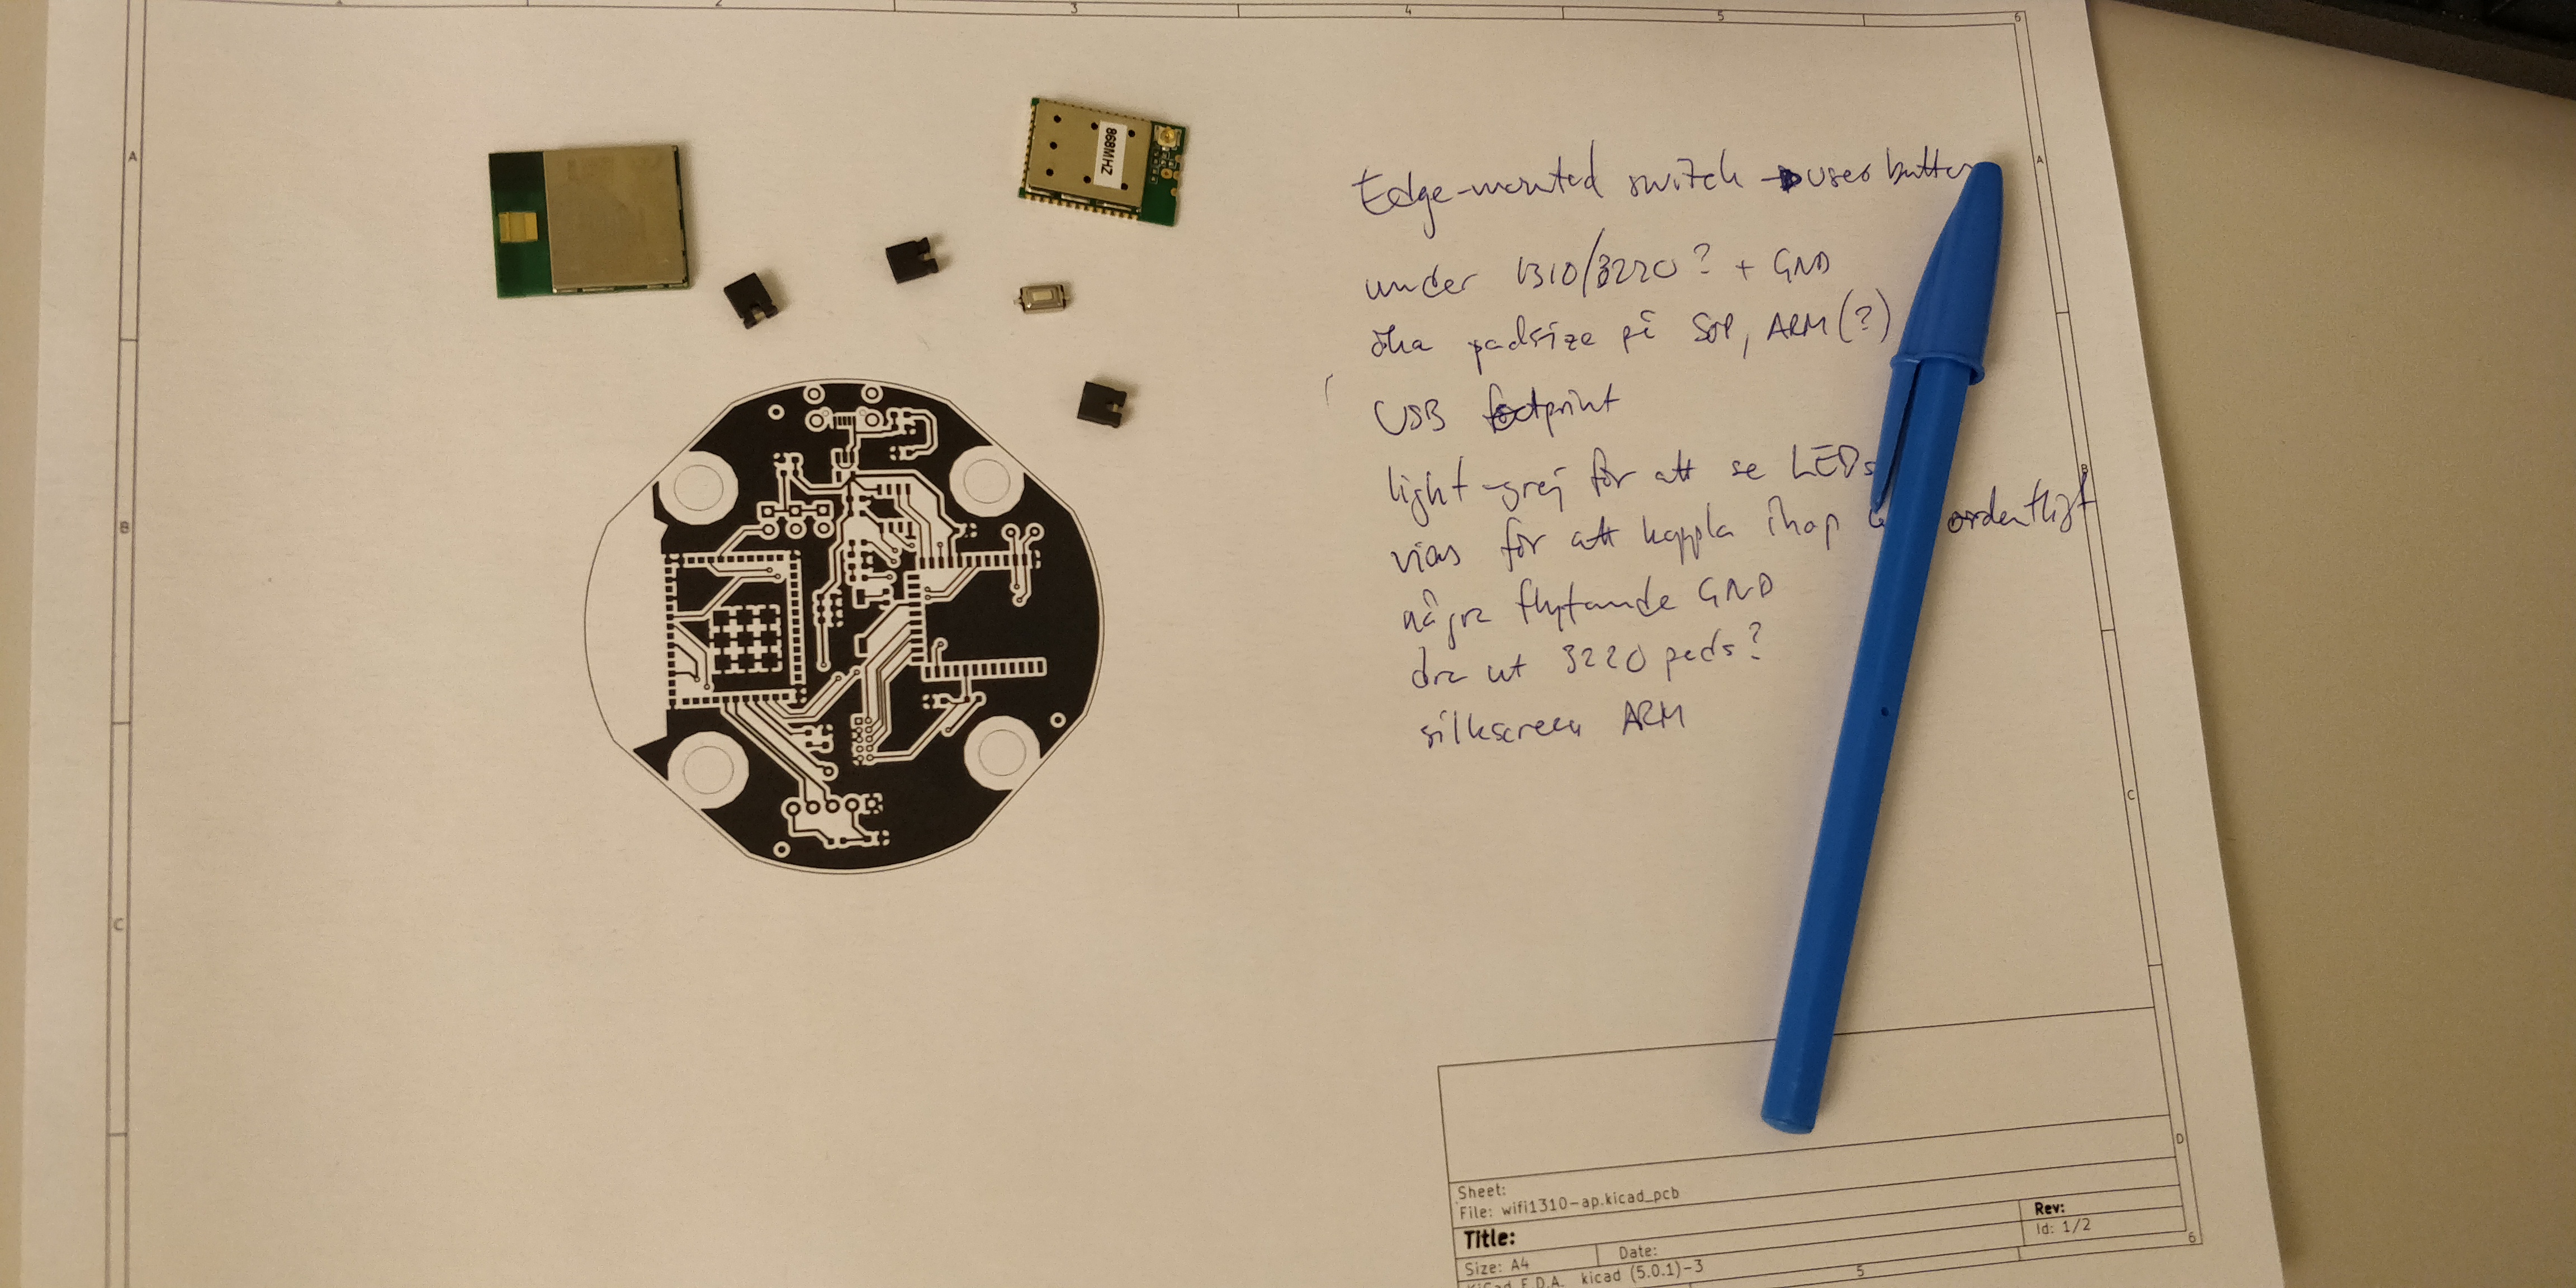 1 2 3 4 5 6
A
A
868MHZ
Edge-mounted switch → user button
under 1310/3220? + GND
öka padsize på SOP, ARM(?)
USB footprint
light-grej för att se LEDs
B
B
vias för att koppla ihop ordentligt
några flytande GND
dra ut 3220 pads?
silkscreen ARM
C
C
D
Sheet:
File: wifi1310-ap.kicad_pcb
Title:
Rev:
Size: A4 Date:
Id: 1/2
KiCad E.D.A. kicad (5.0.1)-3
5 6